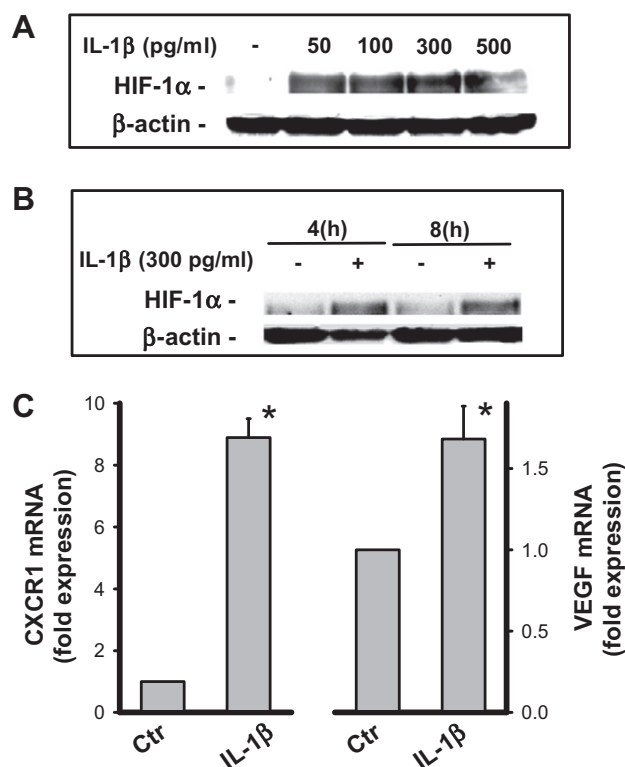 A
IL-1β (pg/ml) - 50 100 300 500
HIF-1α -
β-actin -
B
4(h) 8(h)
IL-1β (300 pg/ml) - + - +
HIF-1α -
β-actin -
C
CXCR1 mRNA
(fold expression)
10
8
6
4
2
0
*
Ctr
IL-1β
*
Ctr
IL-1β
1.5
1.0
0.5
0.0
VEGF mRNA
(fold expression)